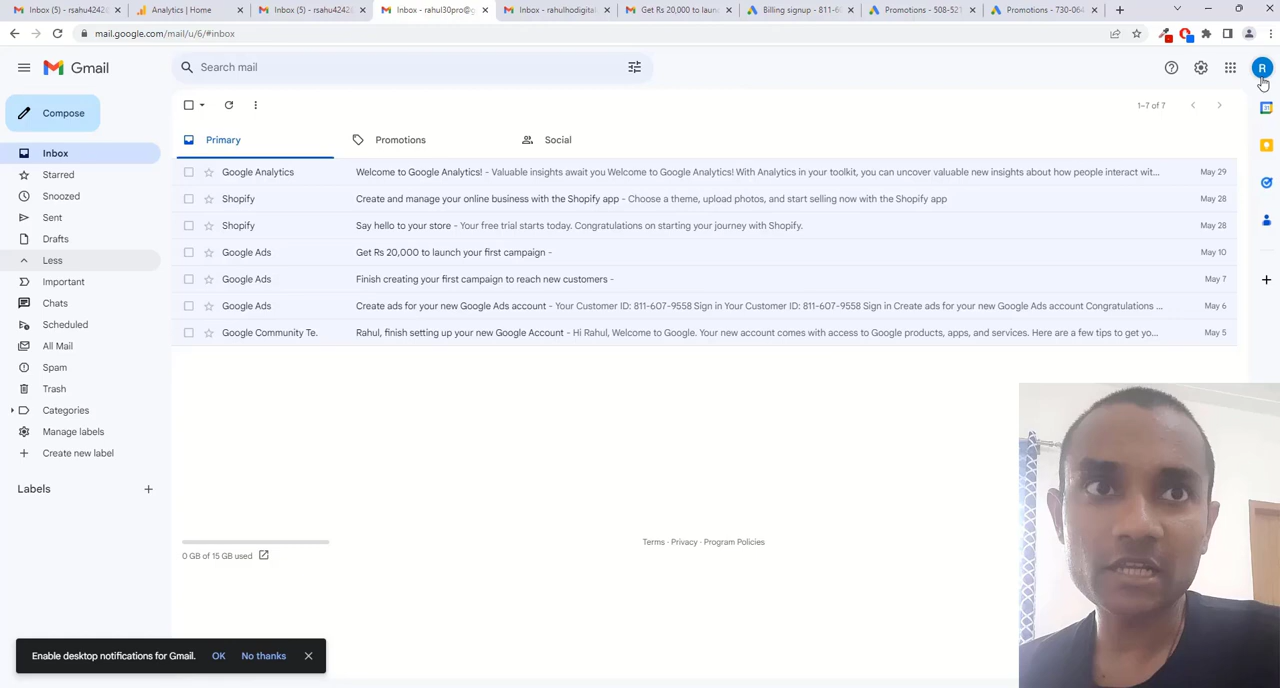 Inbox (5) - rsahu4242@
Analytics | Home
Inbox (5) - rsahu4242@
Inbox - rahul30pro@g
Inbox - rahulhodigital
Get Rs 20,000 to laun
Billing signup - 811-6
Promotions - 508-521
Promotions - 730-064
mail.google.com/mail/u/6/#inbox
Gmail
Search mail
R
Compose
1–7 of 7
31
Inbox
Starred
Snoozed
Sent
Drafts
Less
Important
Chats
Scheduled
All Mail
Spam
Trash
Categories
Manage labels
Create new label
Labels
Primary
Promotions
Social
Google Analytics Welcome to Google Analytics! - Valuable insights await you Welcome to Google Analytics! With Analytics in your toolkit, you can uncover valuable new insights about how people interact wit... May 29
Shopify Create and manage your online business with the Shopify app - Choose a theme, upload photos, and start selling now with the Shopify app May 28
Shopify Say hello to your store - Your free trial starts today. Congratulations on starting your journey with Shopify. May 28
Google Ads Get Rs 20,000 to launch your first campaign - May 10
Google Ads Finish creating your first campaign to reach new customers - May 7
Google Ads Create ads for your new Google Ads account - Your Customer ID: 811-607-9558 Sign in Your Customer ID: 811-607-9558 Sign in Create ads for your new Google Ads account Congratulations ... May 6
Google Community Te. Rahul, finish setting up your new Google Account - Hi Rahul, Welcome to Google. Your new account comes with access to Google products, apps, and services. Here are a few tips to get yo... May 5
0 GB of 15 GB used
Terms · Privacy · Program Policies
Enable desktop notifications for Gmail. OK No thanks